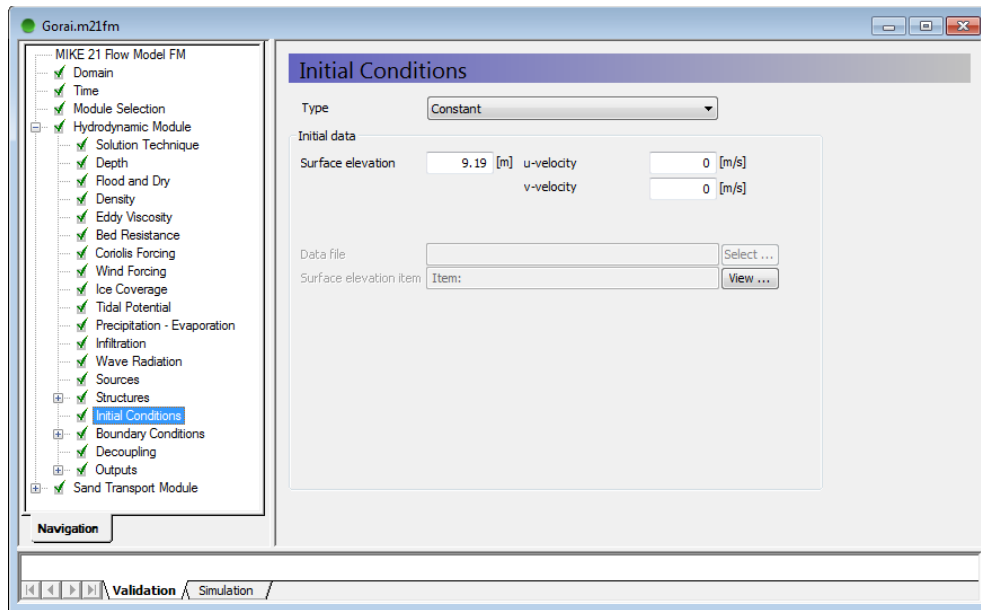 Gorai.m21fm
MIKE 21 Flow Model FM
Domain
Time
Module Selection
Hydrodynamic Module
Solution Technique
Depth
Flood and Dry
Density
Eddy Viscosity
Bed Resistance
Coriolis Forcing
Wind Forcing
Ice Coverage
Tidal Potential
Precipitation - Evaporation
Infiltration
Wave Radiation
Sources
Structures
Initial Conditions
Boundary Conditions
Decoupling
Outputs
Sand Transport Module
Navigation
Initial Conditions
Type Constant
Initial data
Surface elevation 9.19 [m] u-velocity 0 [m/s]
v-velocity 0 [m/s]
Data file Select ...
Surface elevation item Item: View ...
Validation Simulation